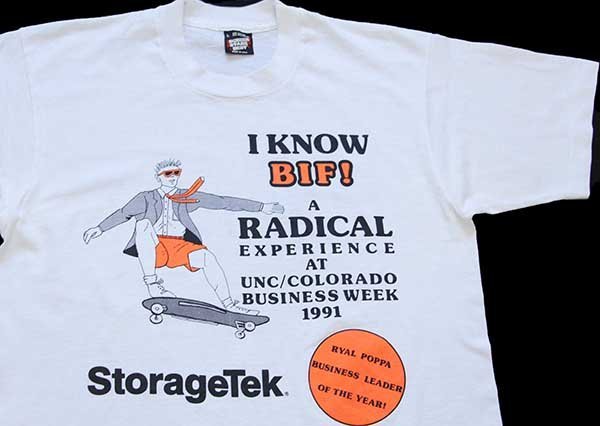 I KNOW
BIF!
A
RADICAL
EXPERIENCE
AT
UNC/COLORADO
BUSINESS WEEK
1991
StorageTek
RYAL POPPA
BUSINESS LEADER
OF THE YEAR!